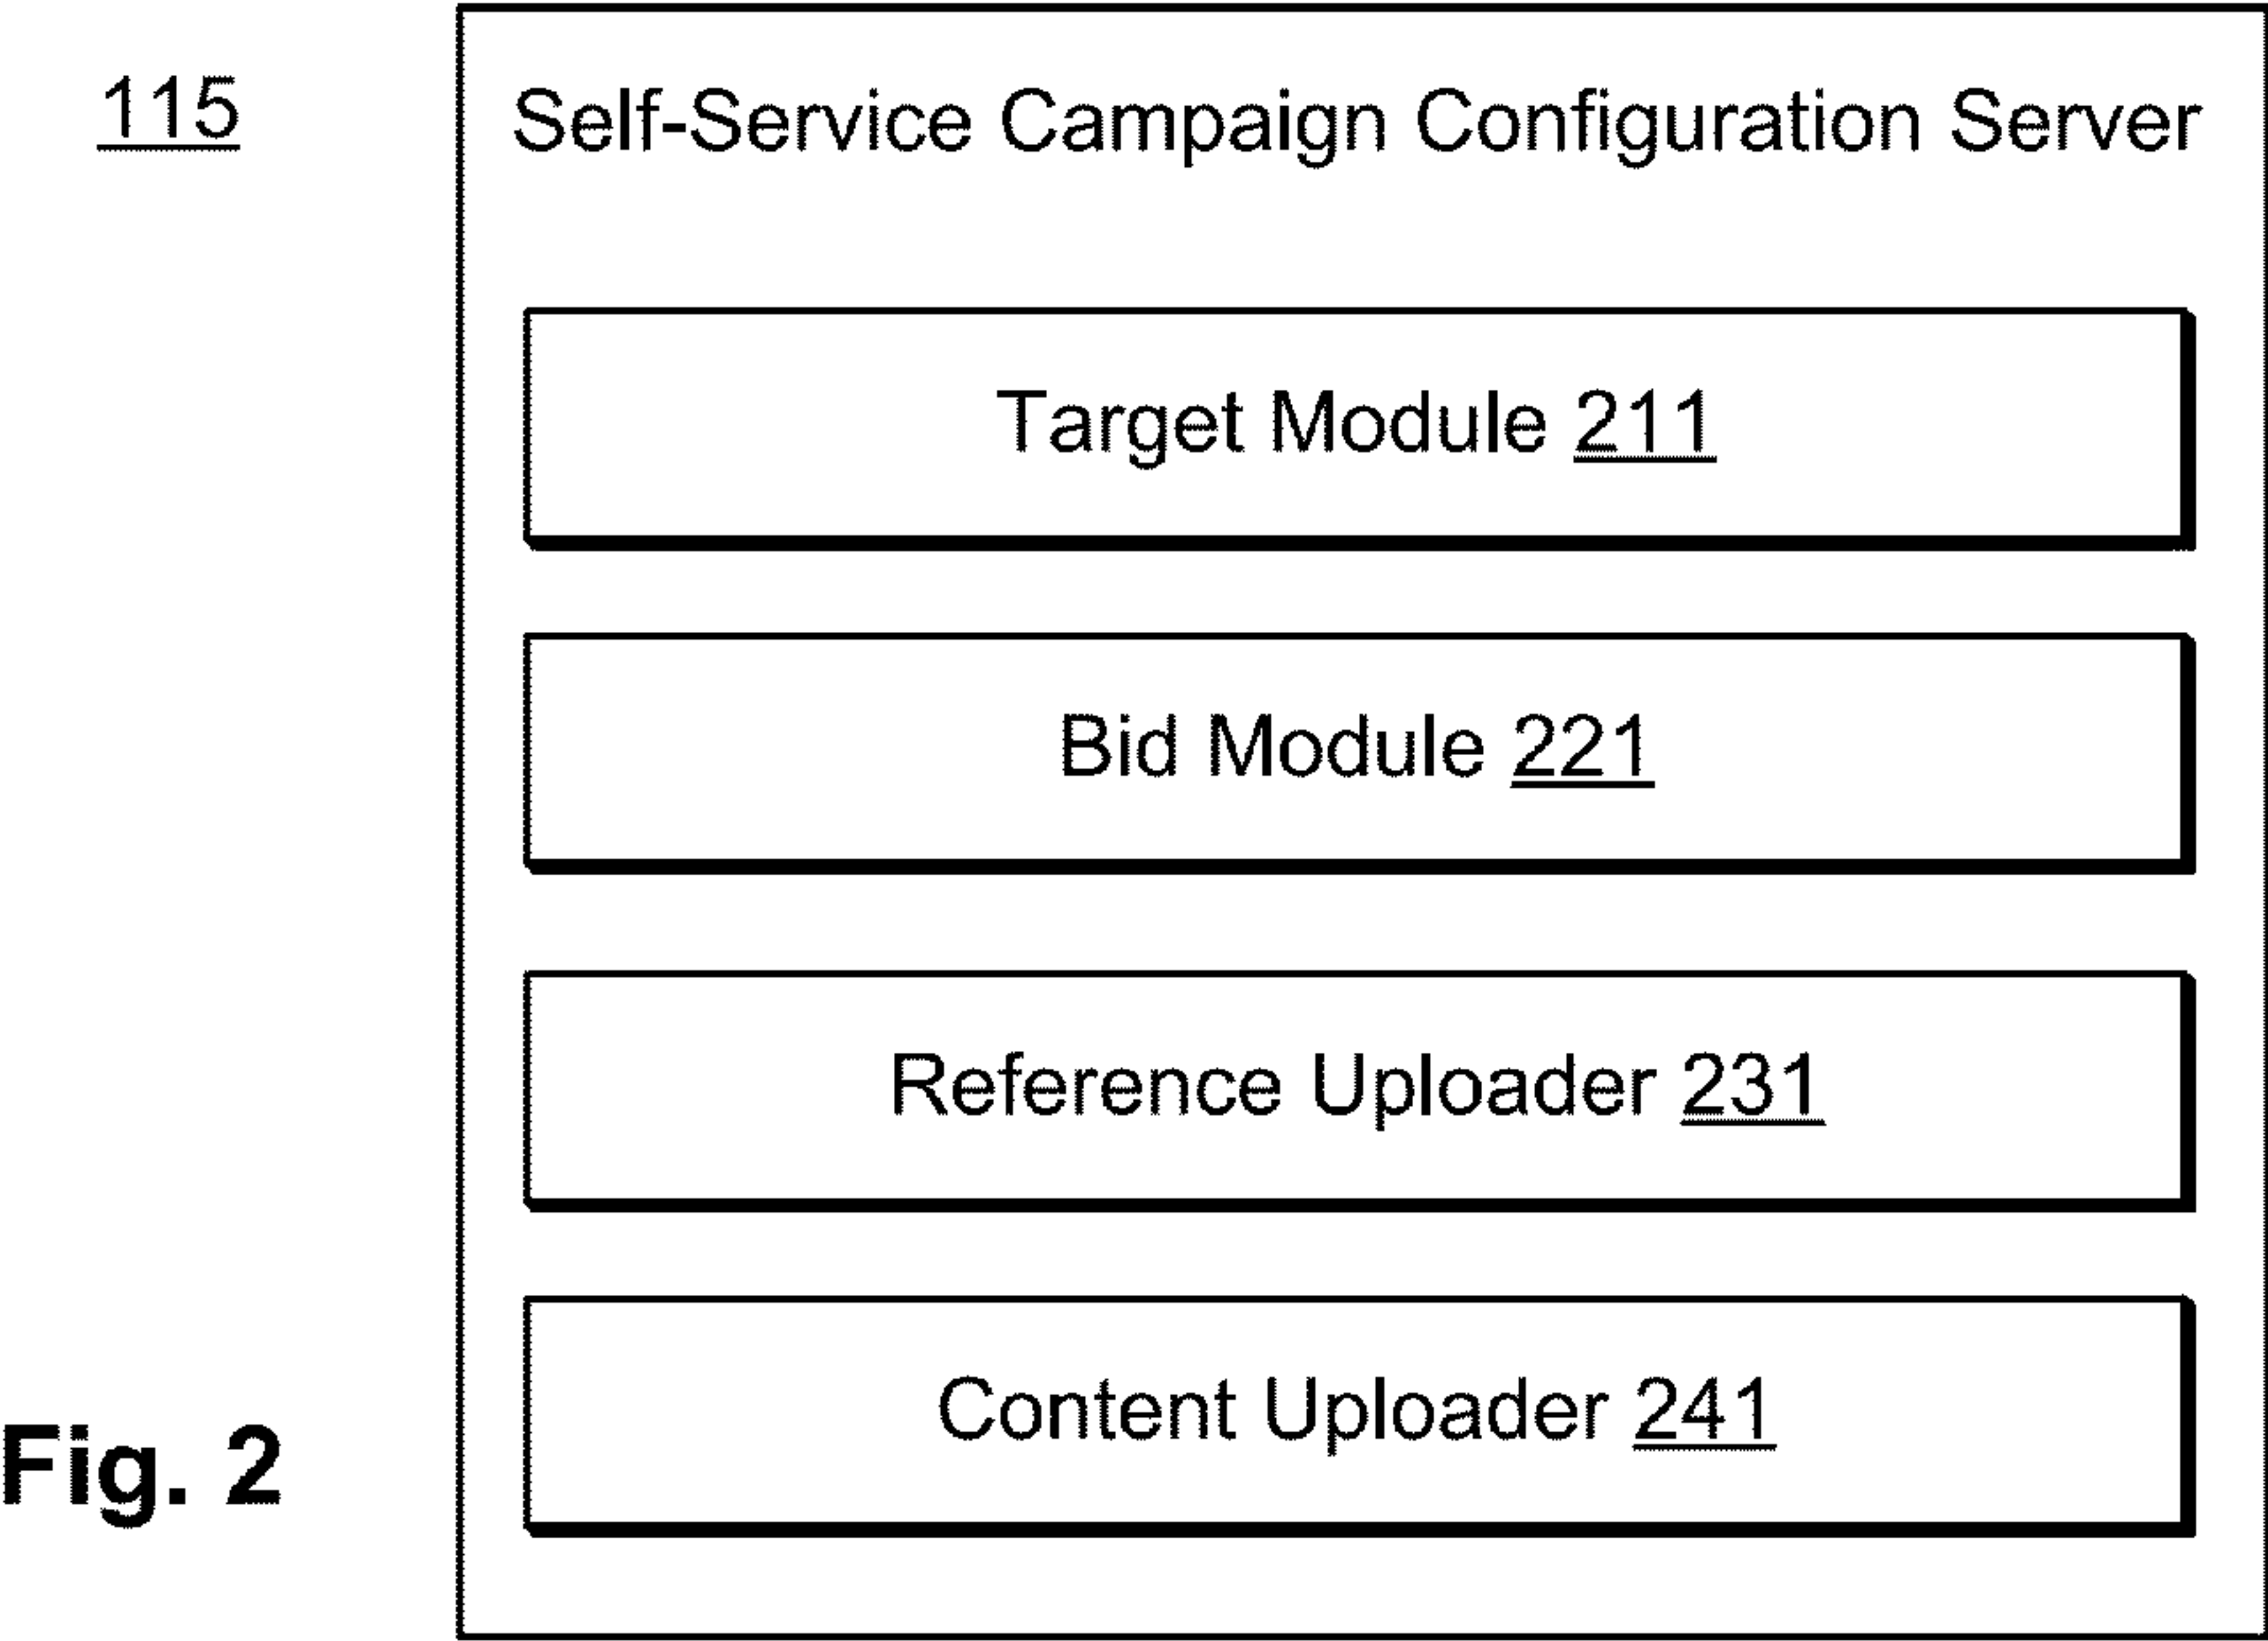 115
Self-Service Campaign Configuration Server
Target Module 211
Bid Module 221
Reference Uploader 231
Content Uploader 241
Fig. 2